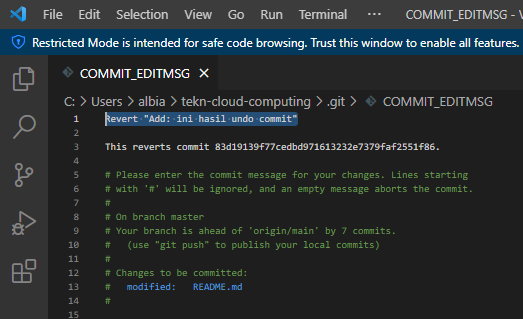 File Edit Selection View Go Run Terminal ··· COMMIT_EDITMSG - V
Restricted Mode is intended for safe code browsing. Trust this window to enable all features.
COMMIT_EDITMSG ×
C: > Users > albia > tekn-cloud-computing > .git > COMMIT_EDITMSG
1 Revert "Add: ini hasil undo commit"
2
3 This reverts commit 83d19139f77cedbd971613232e7379faf2551f86.
4
5 # Please enter the commit message for your changes. Lines starting
6 # with '#' will be ignored, and an empty message aborts the commit.
7 #
8 # On branch master
9 # Your branch is ahead of 'origin/main' by 7 commits.
10 #   (use "git push" to publish your local commits)
11 #
12 # Changes to be committed:
13 #   modified:   README.md
14 #
15